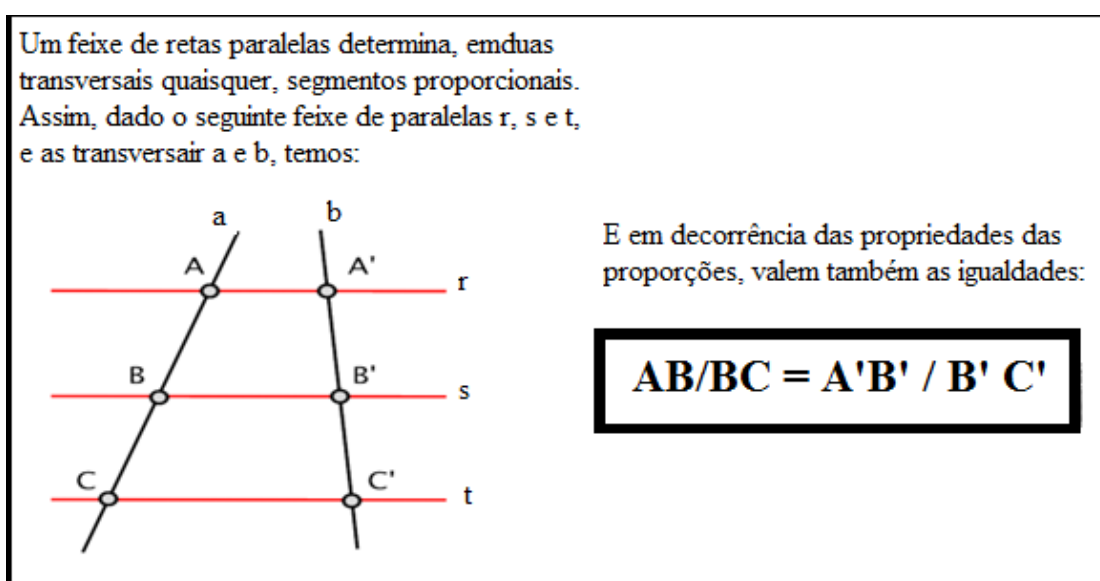 Um feixe de retas paralelas determina, emduas
transversais quaisquer, segmentos proporcionais.
Assim, dado o seguinte feixe de paralelas r, s e t,
e as transversair a e b, temos:
a
b
A
A'
r
B
B'
s
C
C'
t
E em decorrência das propriedades das
proporções, valem também as igualdades:
AB/BC = A'B' / B' C'